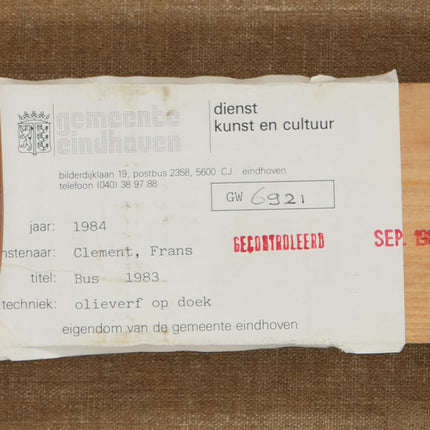 gemeente
eindhoven
dienst
kunst en cultuur
bilderdijklaan 19, postbus 2358, 5600 CJ eindhoven
telefoon (040) 38 97 88
GW 6921
jaar: 1984
GECONTROLEERD SEP.
nstenaar: Clement, Frans
titel: Bus 1983
techniek: olieverf op doek
eigendom van de gemeente eindhoven